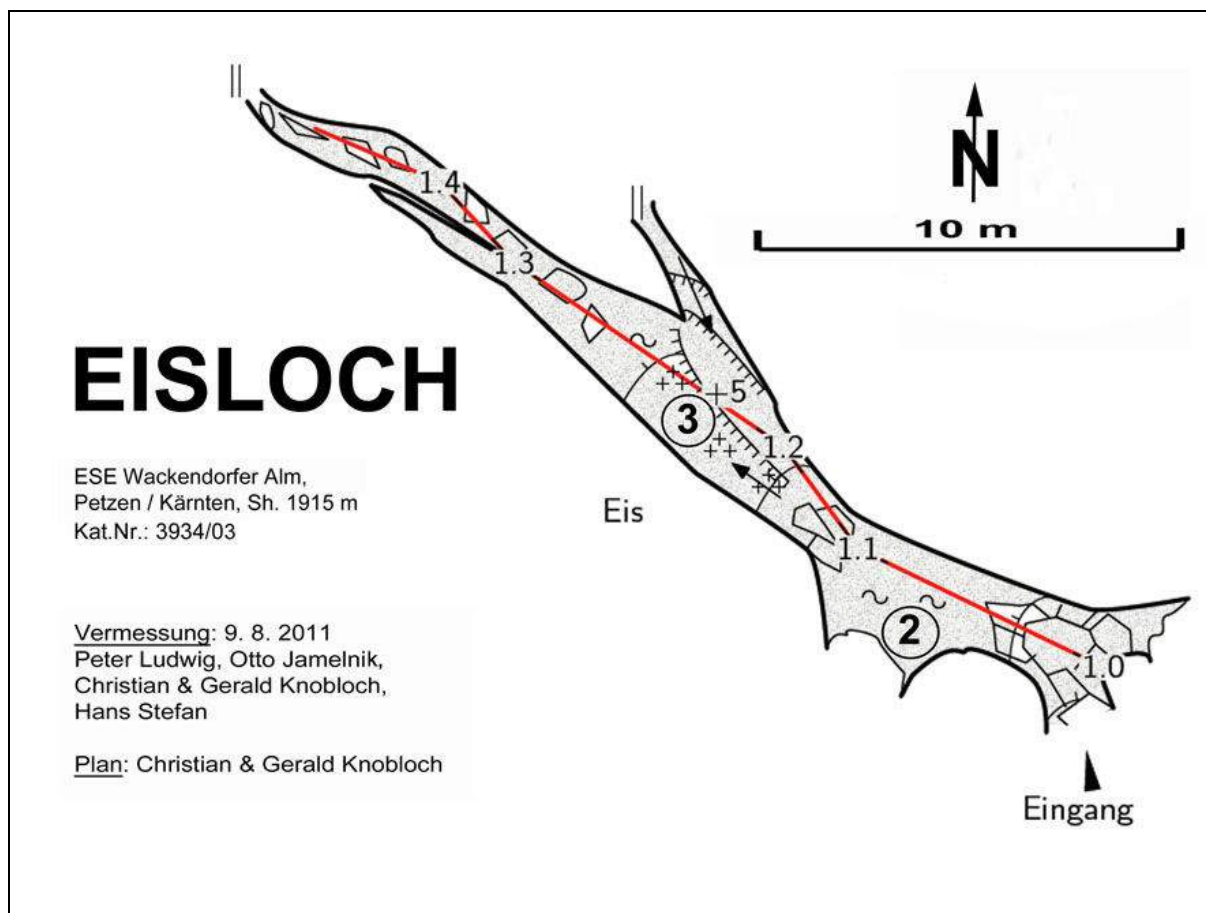 N
10 m
1.4
1.3
+5
3
1.2
EISLOCH
ESE Wackendorfer Alm,
Petzen / Kärnten, Sh. 1915 m
Kat.Nr.: 3934/03
Eis
1.1
2
1.0
Vermessung: 9. 8. 2011
Peter Ludwig, Otto Jamelnik,
Christian & Gerald Knobloch,
Hans Stefan
Plan: Christian & Gerald Knobloch
Eingang